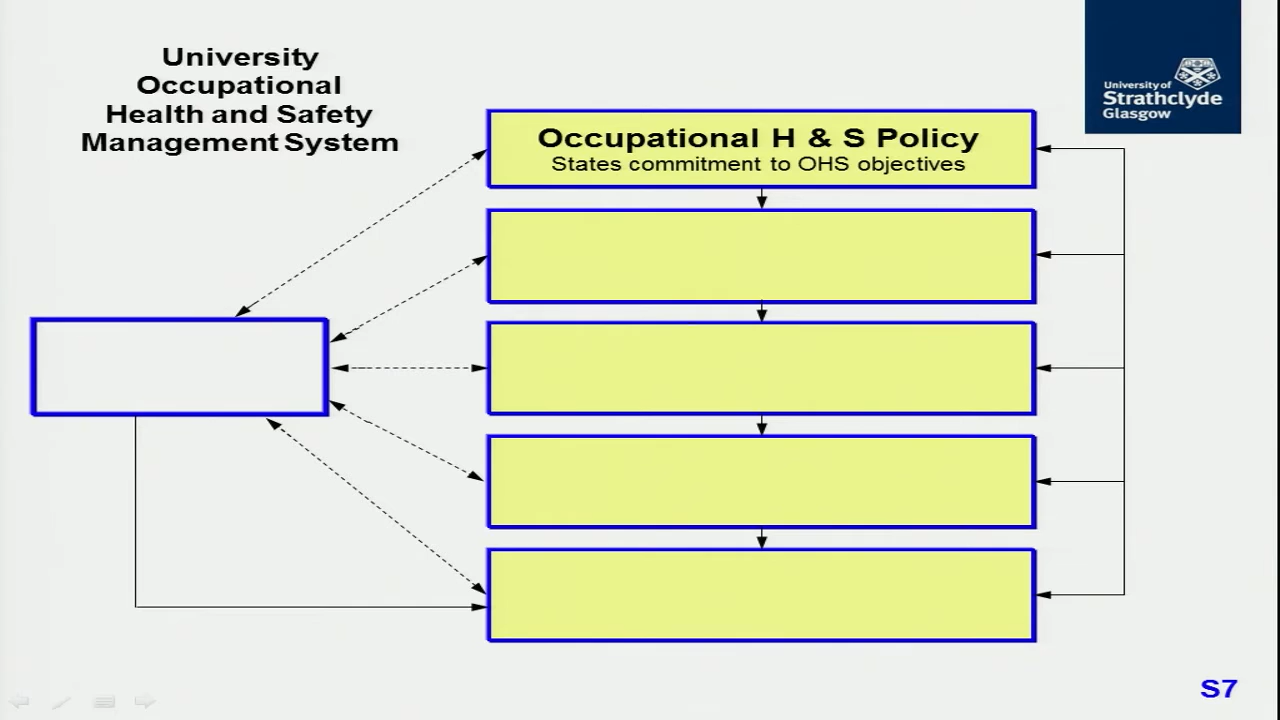 University
Occupational
Health and Safety
Management System
University of
Strathclyde
Glasgow
Occupational H & S Policy
States commitment to OHS objectives
S7